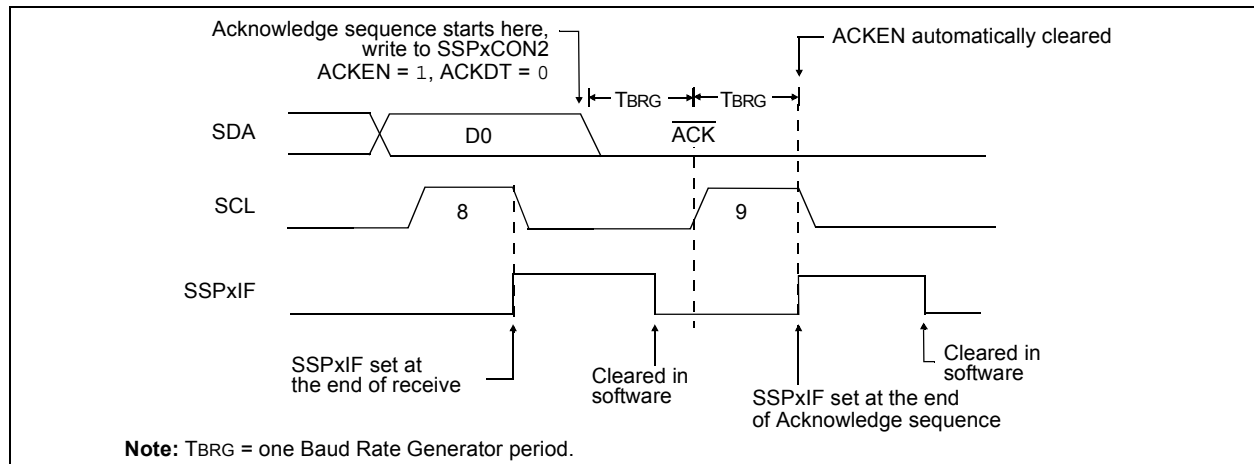 Acknowledge sequence starts here,
write to SSPxCON2
ACKEN = 1, ACKDT = 0
ACKEN automatically cleared
TBRG
TBRG
SDA
D0
ACK
SCL
8
9
SSPxIF
SSPxIF set at
the end of receive
Cleared in
software
SSPxIF set at the end
of Acknowledge sequence
Cleared in
software
Note: TBRG = one Baud Rate Generator period.